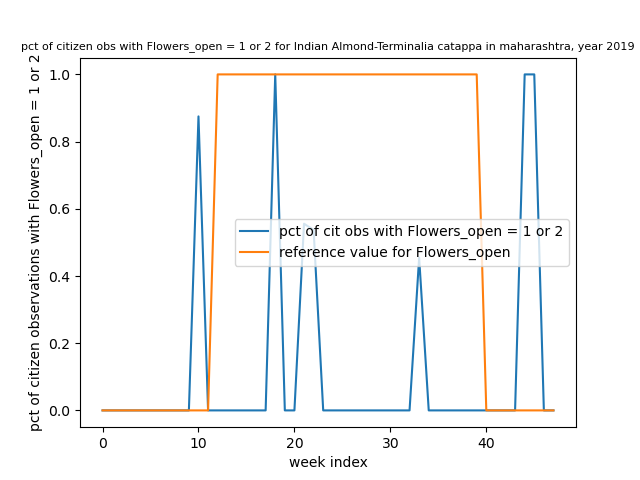 pct of citizen obs with Flowers_open = 1 or 2 for Indian Almond-Terminalia catappa in maharashtra, year 2019
pct of citizen observations with Flowers_open = 1 or 2
1.0
0.8
0.6
0.4
0.2
0.0
pct of cit obs with Flowers_open = 1 or 2
reference value for Flowers_open
0 10 20 30 40
week index